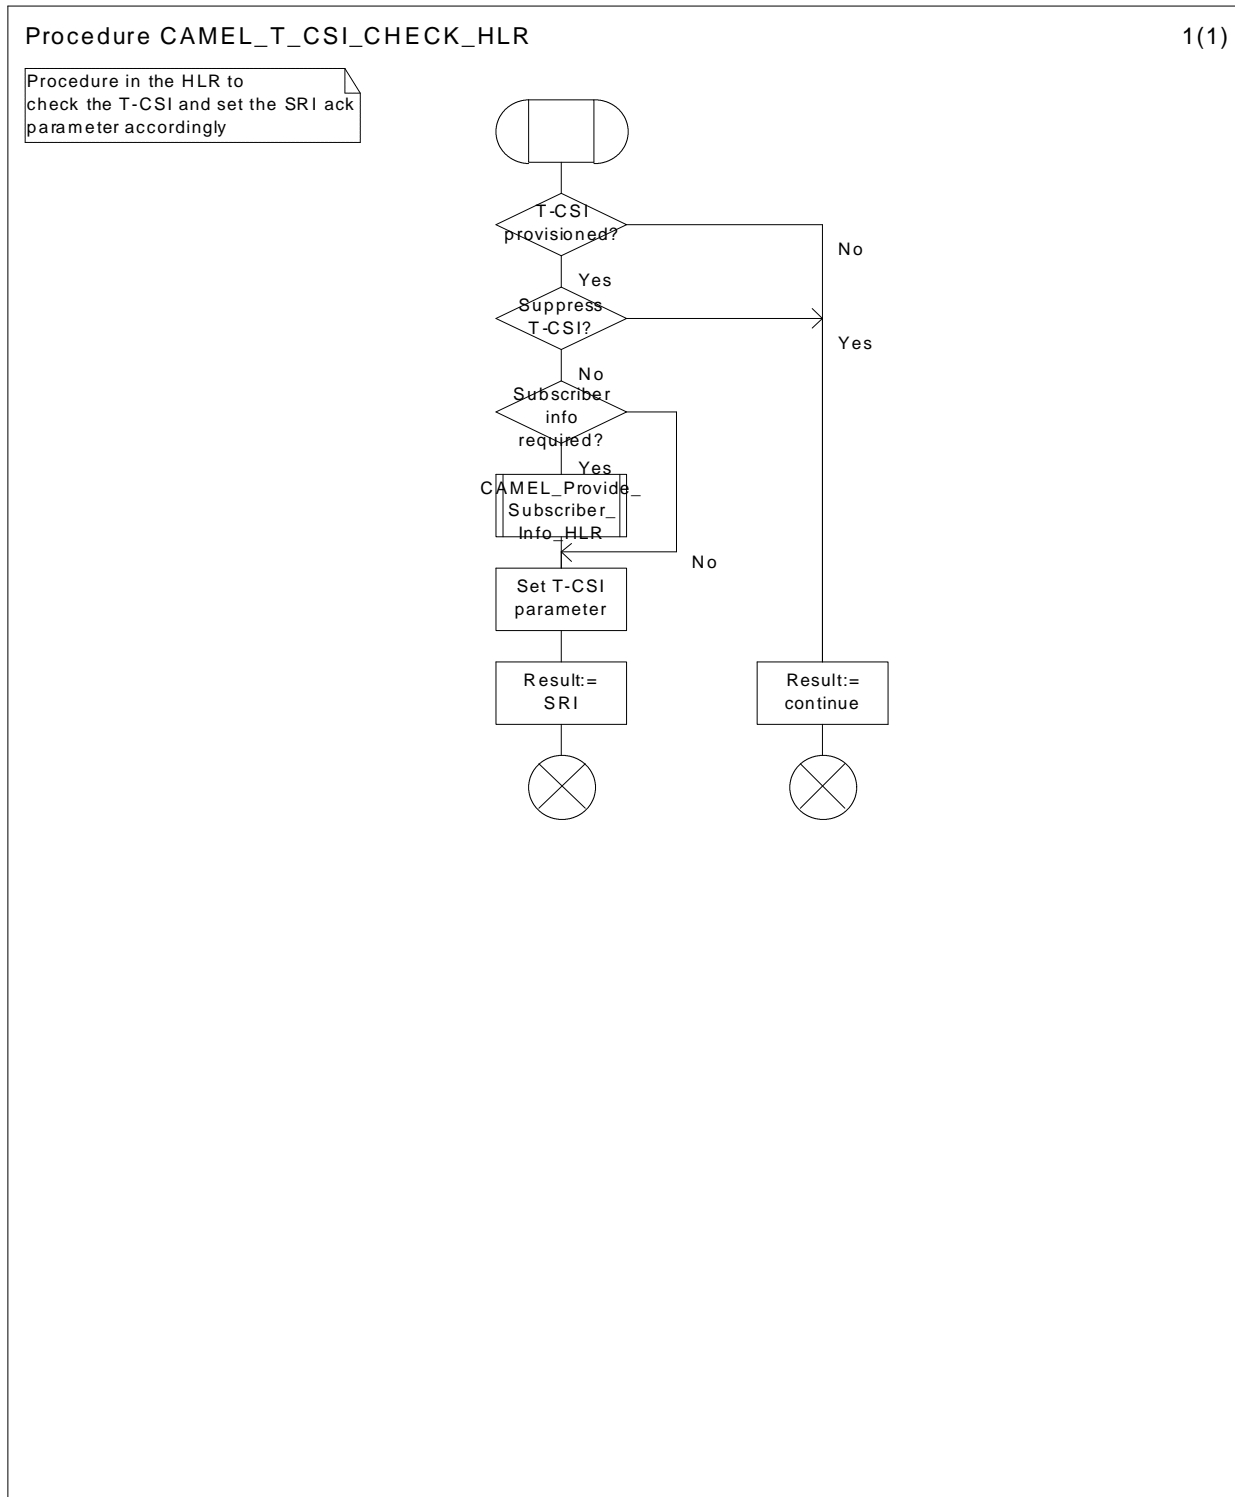 Procedure CAMEL_T_CSI_CHECK_HLR
1(1)
Procedure in the HLR to
check the T-CSI and set the SRI ack
parameter accordingly
T-CSI
provisioned?
No
Yes
Suppress
T-CSI?
Yes
No
Subscriber
info
required?
Yes
CAMEL_Provide_
Subscriber_
Info_HLR
No
Set T-CSI
parameter
Result:=
SRI
Result:=
continue